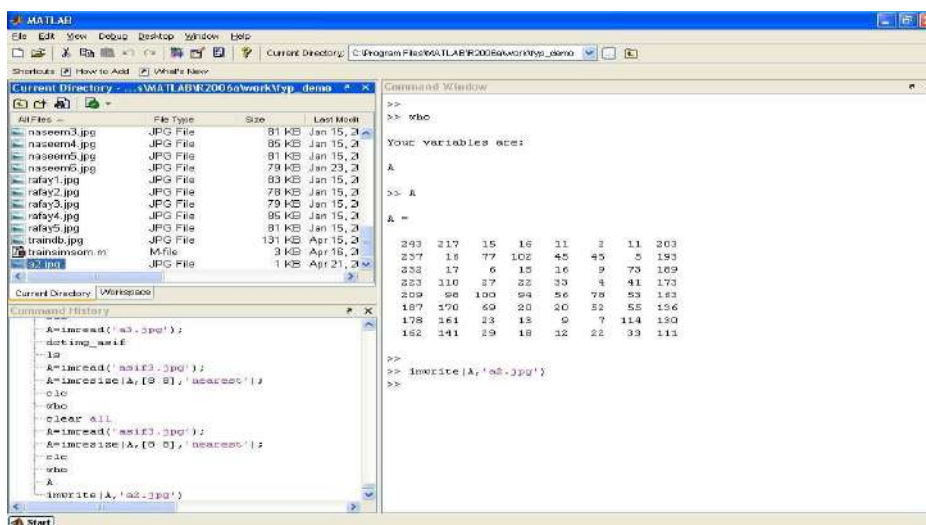 MATLAB
File Edit View Debug Desktop Window Help
Current Directory: C:\Program Files\MATLAB\R2006a\work\fyp_demo
Shortcuts How to Add What's New
Current Directory - ...s\MATLAB\R2006a\work\fyp_demo
All Files File Type Size Last Modifi
naseem3.jpg JPG File 81 KB Jan 15, 2
naseem4.jpg JPG File 85 KB Jan 15, 2
naseem5.jpg JPG File 81 KB Jan 15, 2
naseem6.jpg JPG File 79 KB Jan 23, 2
rafay1.jpg JPG File 83 KB Jan 15, 2
rafay2.jpg JPG File 78 KB Jan 15, 2
rafay3.jpg JPG File 79 KB Jan 15, 2
rafay4.jpg JPG File 85 KB Jan 15, 2
rafay5.jpg JPG File 81 KB Jan 15, 2
traindb.jpg JPG File 131 KB Apr 15, 2
trainsimsom.m M-file 3 KB Apr 16, 2
a2.jpg JPG File 1 KB Apr 21, 2
Current Directory Workspace
Command History
A=imread('a3.jpg');
ls
A=imread('asif3.jpg');
A=imresize(A,[8 8],'nearest');
clc
who
clear all
A=imread('asif3.jpg');
A=imresize(A,[8 8],'nearest');
clc
who
A
imwrite(A,'a2.jpg')
Command Window
>>
>> who
Your variables are:
A
>> A
A =
243 217 15 16 11 2 11 203
237 18 77 102 45 45 5 193
17 6 15 16 9 73 189
223 110 27 22 33 4 41 173
209 98 100 94 56 78 53 163
187 170 69 20 20 52 55 136
178 161 23 13 9 7 114 130
162 141 29 18 12 22 33 111
>>
>> imwrite(A,'a2.jpg')
>>
Start